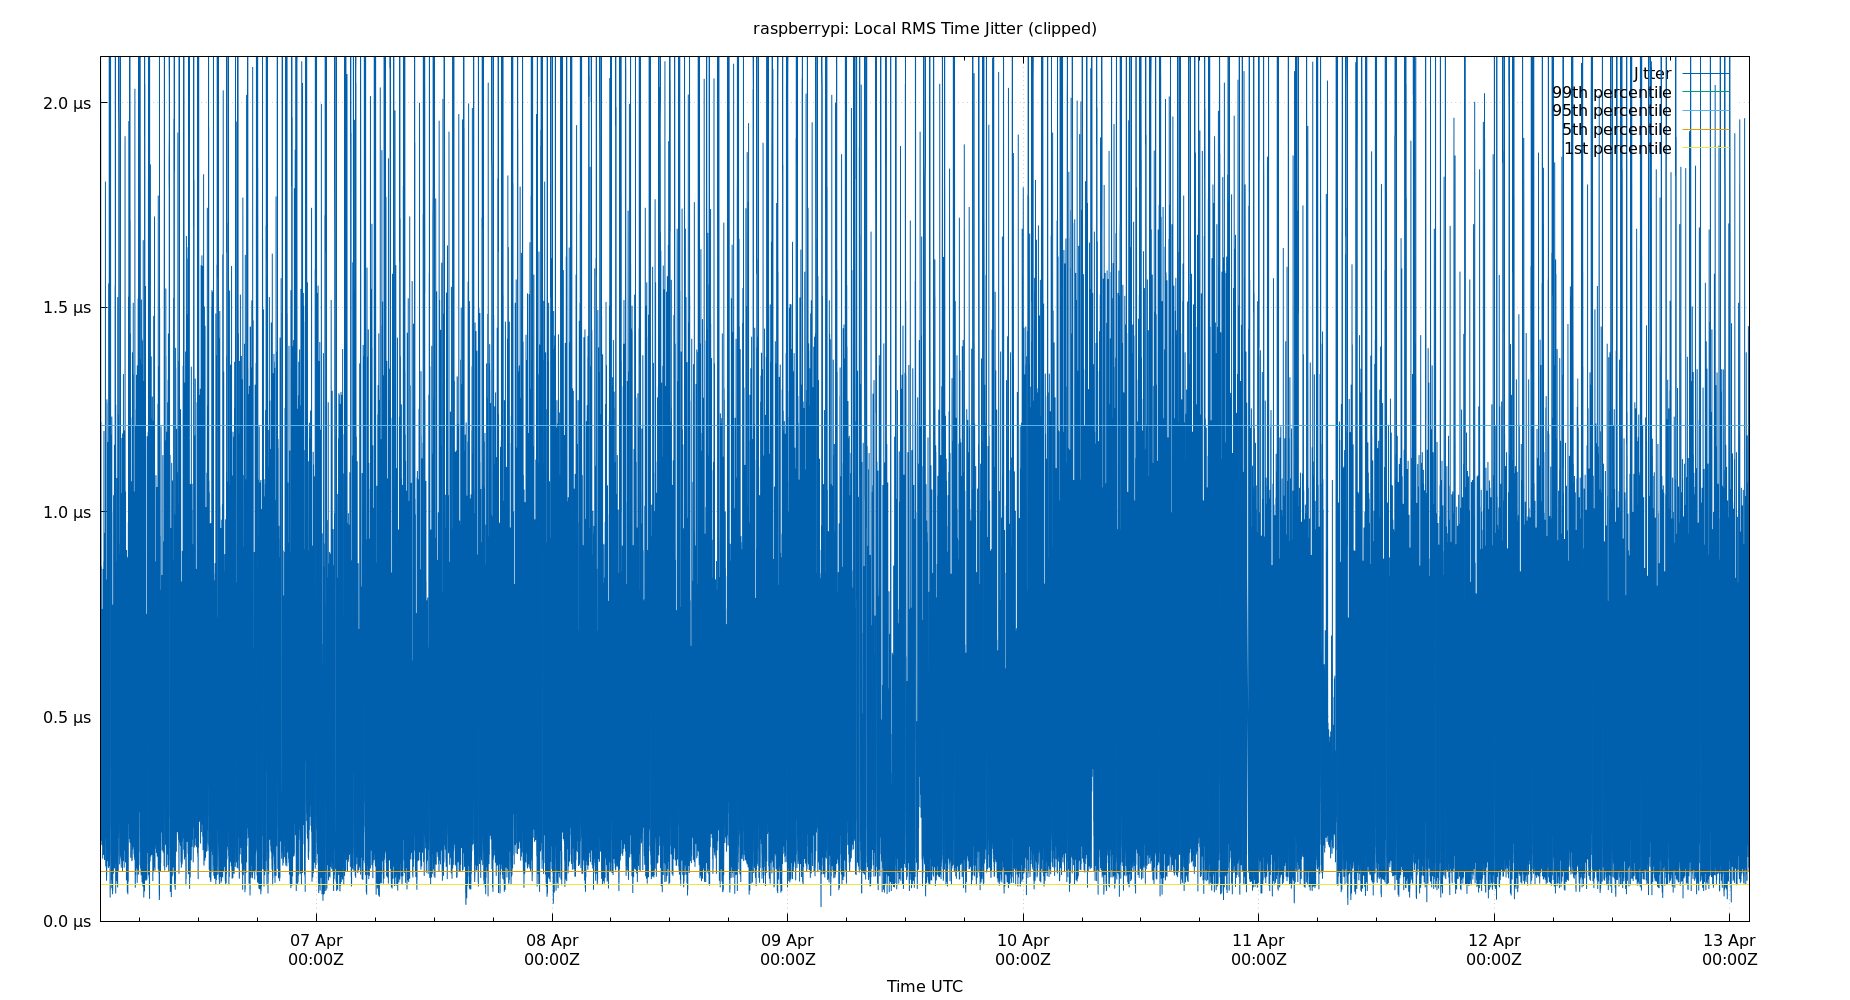 raspberrypi: Local RMS Time Jitter (clipped)
Jitter
99th percentile
95th percentile
5th percentile
1st percentile
2.0 µs
1.5 µs
1.0 µs
0.5 µs
0.0 µs
07 Apr 08 Apr 09 Apr 10 Apr 11 Apr 12 Apr 13 Apr
00:00Z 00:00Z 00:00Z 00:00Z 00:00Z 00:00Z 00:00Z
Time UTC